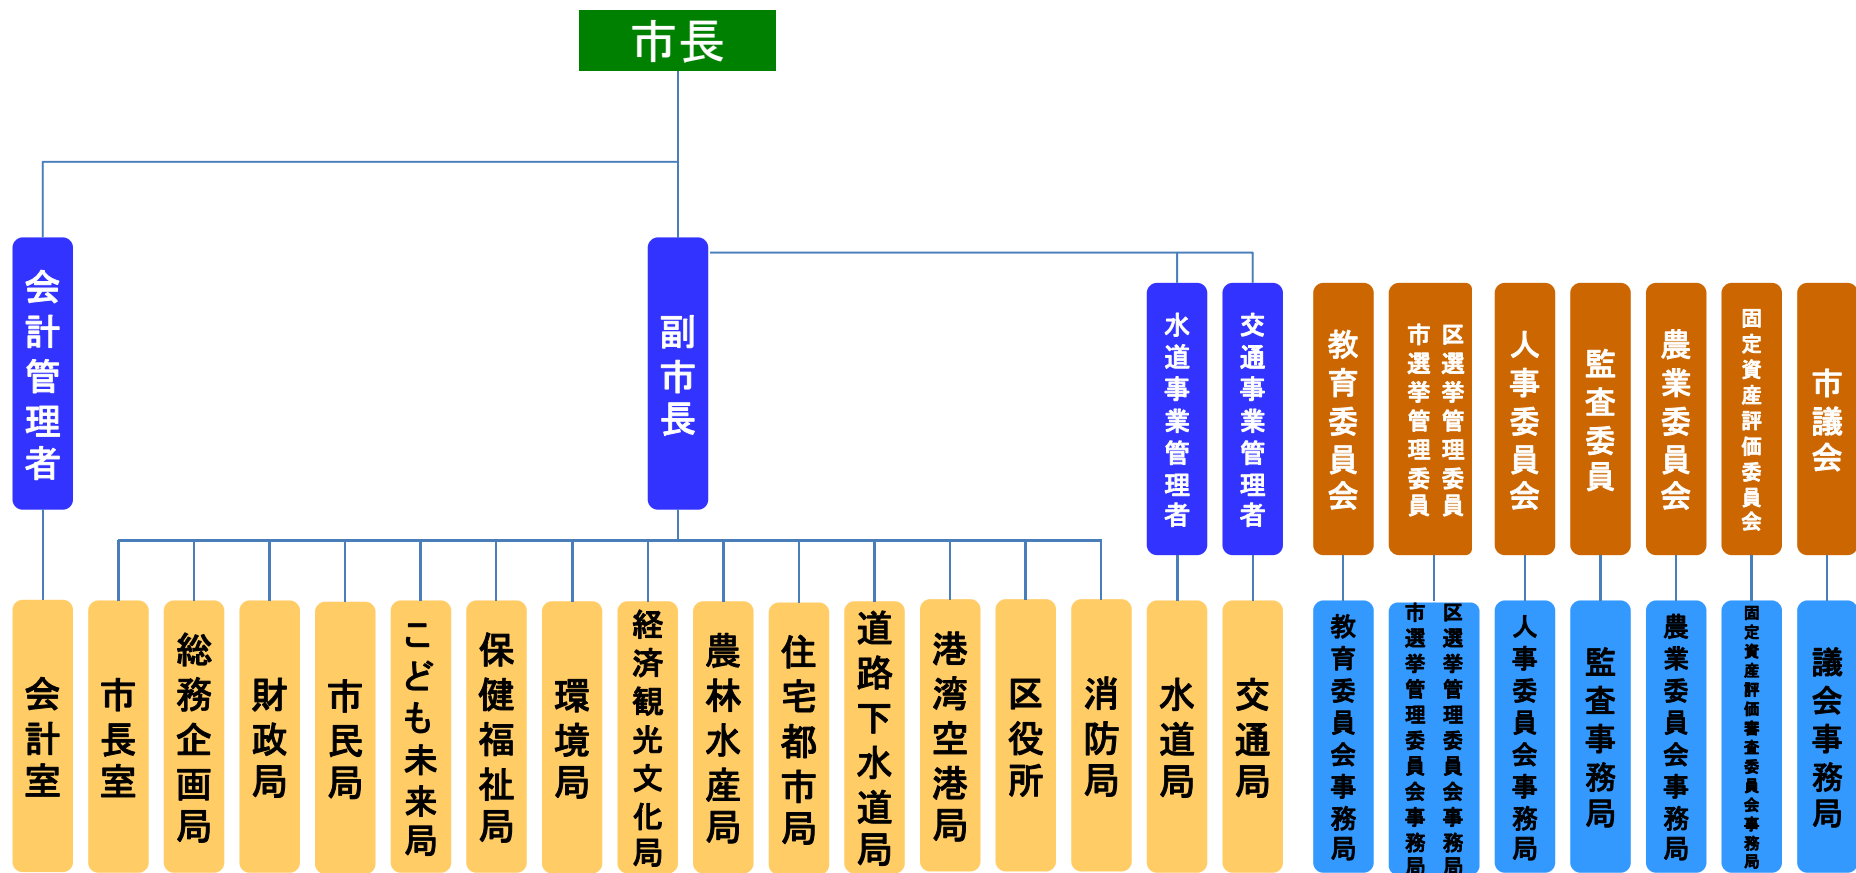 市長
会計管理者
副市長
水道事業管理者
交通事業管理者
教育委員会
区選挙管理委員
市選挙管理委員
人事委員会
監査委員
農業委員会
固定資産評価委員会
市議会
会計室
市長室
総務企画局
財政局
市民局
こども未来局
保健福祉局
環境局
経済観光文化局
農林水産局
住宅都市局
道路下水道局
港湾空港局
区役所
消防局
水道局
交通局
教育委員会事務局
区選挙管理委員会事務局
市選挙管理委員会事務局
人事委員会事務局
監査事務局
農業委員会事務局
固定資産評価審査委員会事務局
議会事務局